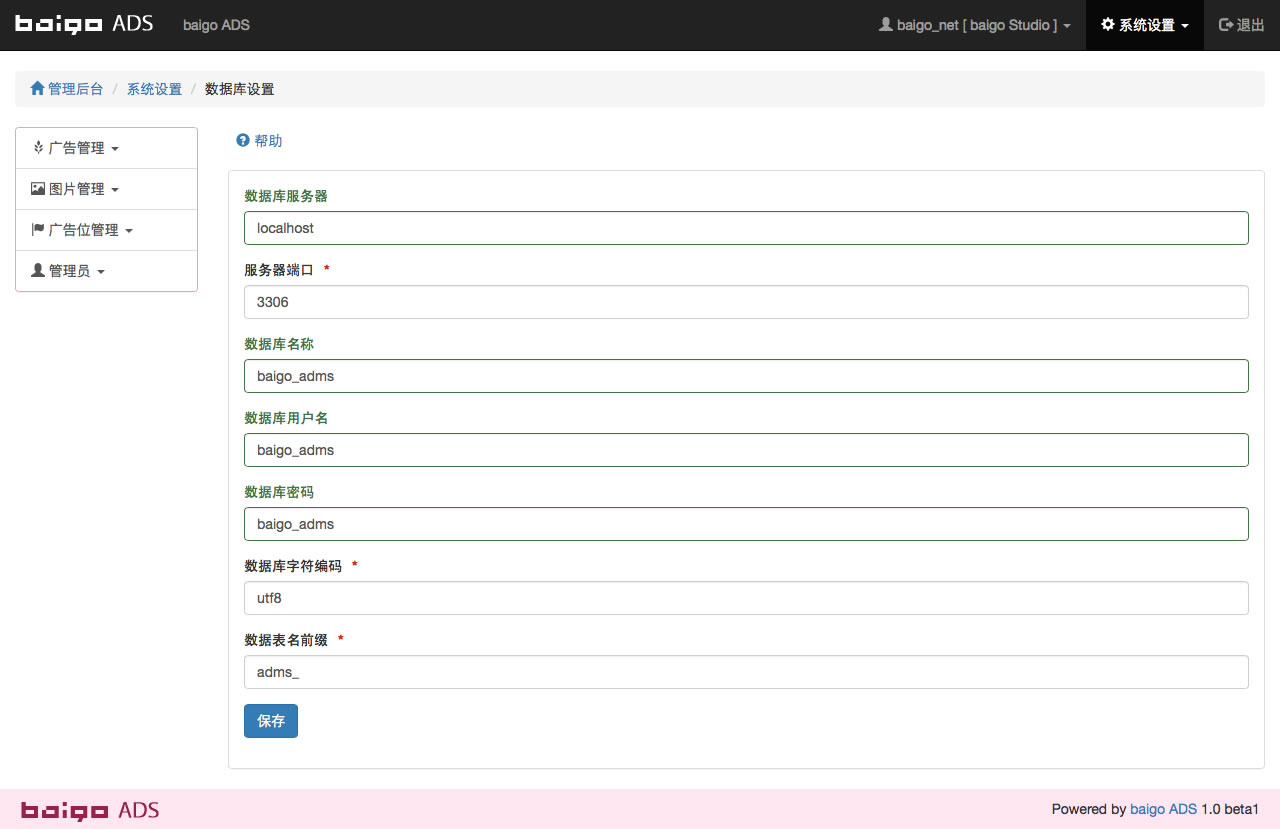 baigo ADS baigo ADS baigo_net [ baigo Studio ] 系统设置 退出
管理后台 / 系统设置 / 数据库设置
广告管理
图片管理
广告位管理
管理员
帮助
数据库服务器
localhost
服务器端口 *
3306
数据库名称
baigo_adms
数据库用户名
baigo_adms
数据库密码
baigo_adms
数据库字符编码 *
utf8
数据表名前缀 *
adms_
保存
baigo ADS Powered by baigo ADS 1.0 beta1